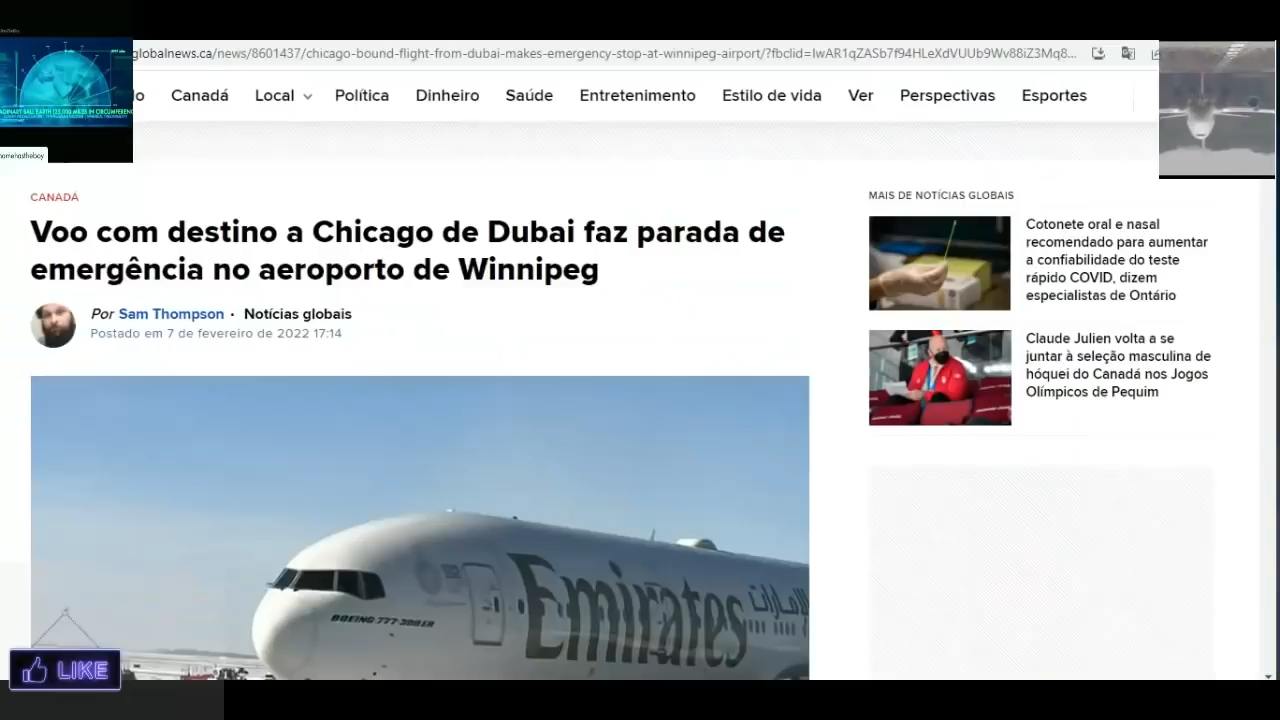 globalnews.ca/news/8601437/chicago-bound-flight-from-dubai-makes-emergency-stop-at-winnipeg-airport/?fbclid=IwAR1qZASb7f94HLeXdVUUb9Wv88iZ3Mq8...
Canadá Local Política Dinheiro Saúde Entretenimento Estilo de vida Ver Perspectivas Esportes
CANADÁ
Voo com destino a Chicago de Dubai faz parada de
emergência no aeroporto de Winnipeg
Por Sam Thompson · Notícias globais
Postado em 7 de fevereiro de 2022 17:14
MAIS DE NOTÍCIAS GLOBAIS
Cotonete oral e nasal
recomendado para aumentar
a confiabilidade do teste
rápido COVID, dizem
especialistas de Ontário
Claude Julien volta a se
juntar à seleção masculina de
hóquei do Canadá nos Jogos
Olímpicos de Pequim
BOEING 777-300ER
Emirates
الإمارات
LIKE